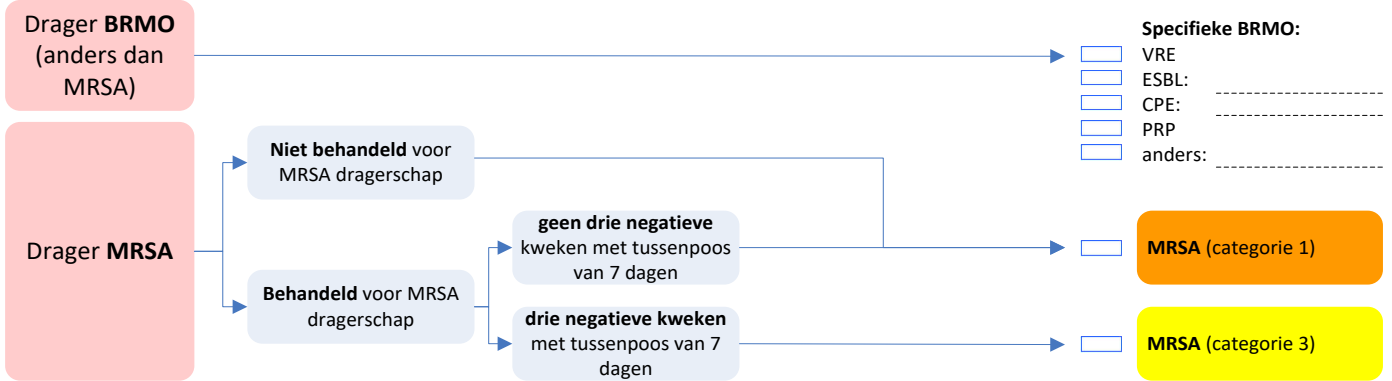 Drager BRMO
(anders dan
MRSA)
Specifieke BRMO:
VRE
ESBL:
CPE:
PRP
anders:
Drager MRSA
Niet behandeld voor
MRSA dragerschap
Behandeld voor MRSA
dragerschap
geen drie negatieve
kweken met tussenpoos
van 7 dagen
drie negatieve kweken
met tussenpoos van 7
dagen
MRSA (categorie 1)
MRSA (categorie 3)